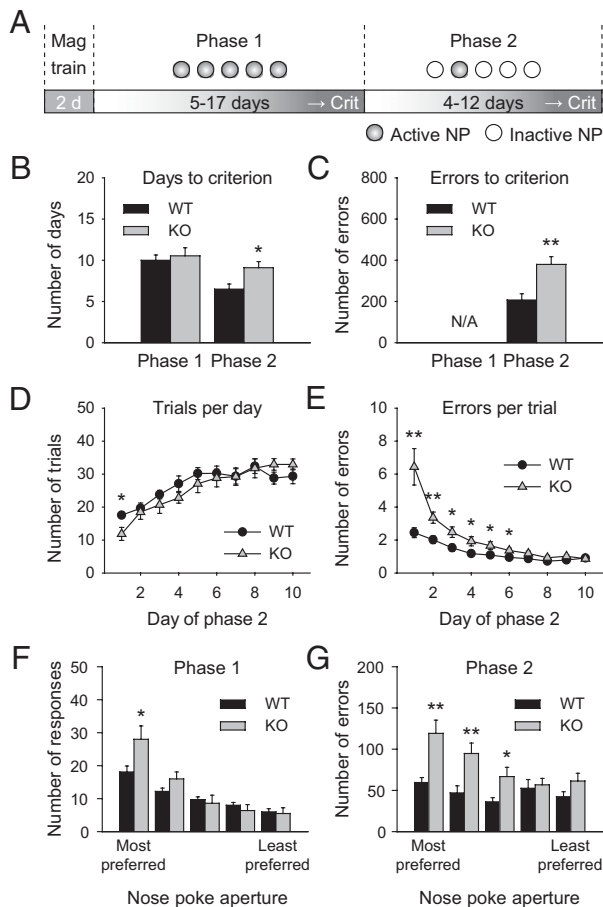 A
Mag train
Phase 1
Phase 2
2 d
5-17 days
→ Crit
4-12 days
→ Crit
Active NP
Inactive NP
B
Days to criterion
Number of days
20
15
10
5
0
WT
KO
*
Phase 1
Phase 2
C
Errors to criterion
Number of errors
800
600
400
200
0
WT
KO
**
N/A
Phase 1
Phase 2
D
Trials per day
Number of trials
50
40
30
20
10
0
*
WT
KO
2
4
6
8
10
Day of phase 2
E
Errors per trial
Number of errors
10
8
6
4
2
0
**
**
*
*
*
*
WT
KO
2
4
6
8
10
Day of phase 2
F
Phase 1
Number of responses
50
40
30
20
10
0
*
WT
KO
Most preferred
Least preferred
Nose poke aperture
G
Phase 2
Number of errors
200
150
100
50
0
**
**
*
WT
KO
Most preferred
Least preferred
Nose poke aperture